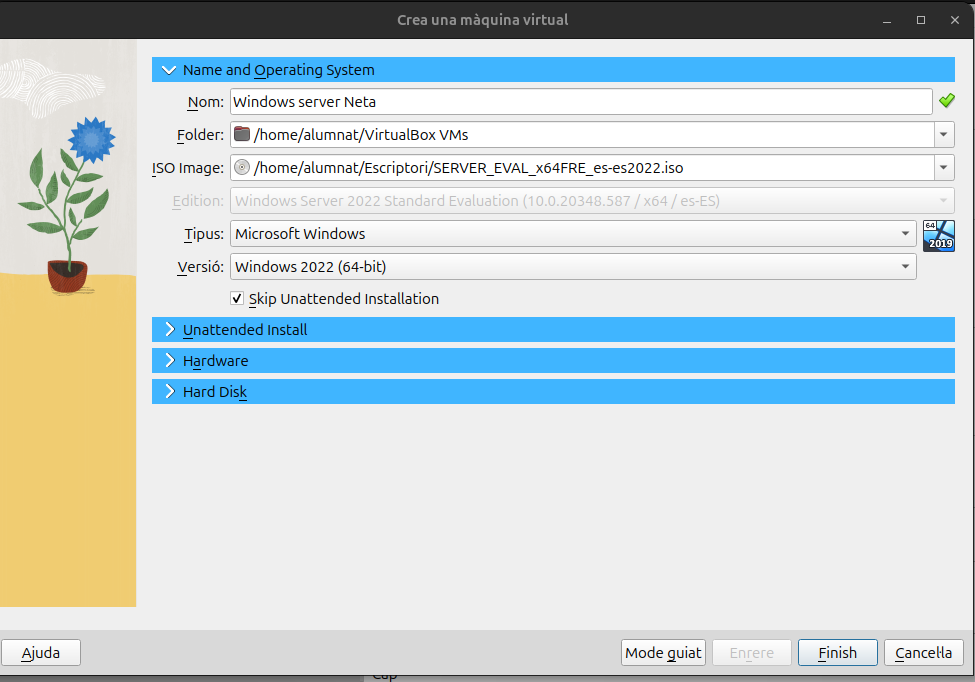 Crea una màquina virtual
Name and Operating System
Nom: Windows server Neta
Folder: /home/alumnat/VirtualBox VMs
ISO Image: /home/alumnat/Escriptori/SERVER_EVAL_x64FRE_es-es2022.iso
Edition: Windows Server 2022 Standard Evaluation (10.0.20348.587 / x64 / es-ES)
Tipus: Microsoft Windows
64
2019
Versió: Windows 2022 (64-bit)
Skip Unattended Installation
Unattended Install
Hardware
Hard Disk
Ajuda Mode guiat Enrere Finish Cancel·la
Cap